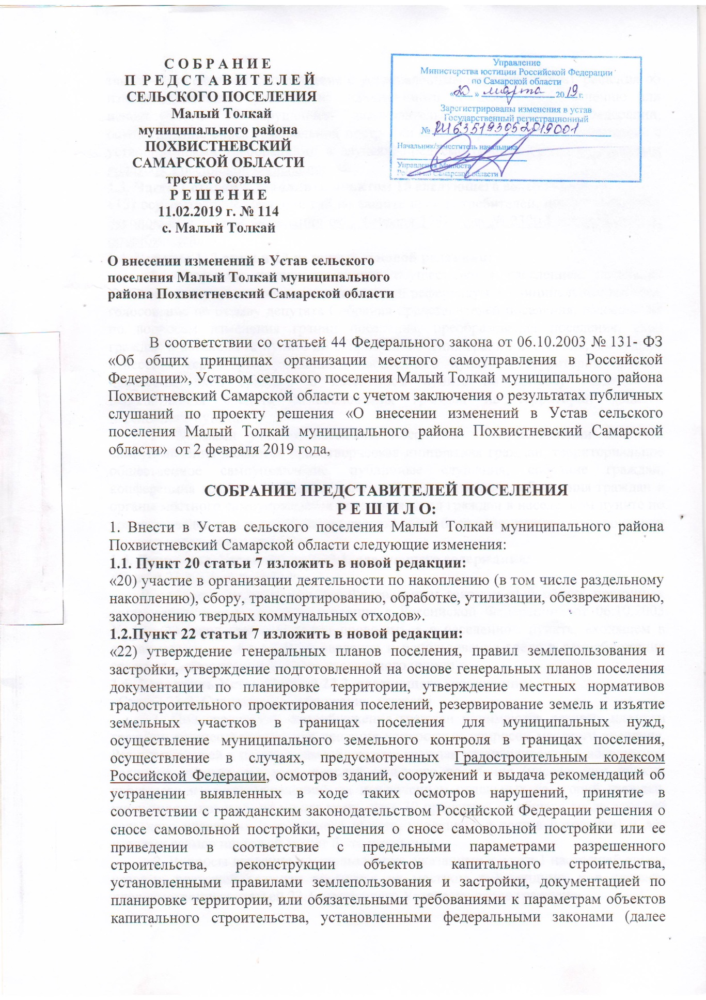 С О Б Р А Н И Е
П Р Е Д С Т А В И Т Е Л Е Й
СЕЛЬСКОГО ПОСЕЛЕНИЯ
Малый Толкай
муниципального района
ПОХВИСТНЕВСКИЙ
САМАРСКОЙ ОБЛАСТИ
третьего созыва
Р Е Ш Е Н И Е
11.02.2019 г. № 114
с. Малый Толкай
Управление
Министерства юстиции Российской Федерации
по Самарской области
«20» марта 2019 г.
Зарегистрированы изменения в устав
Государственный регистрационный
№ RU635193052019001
Начальник/заместитель начальника
Управления Минюста
России по Самарской области
О внесении изменений в Устав сельского
поселения Малый Толкай муниципального
района Похвистневский Самарской области
В соответствии со статьей 44 Федерального закона от 06.10.2003 № 131- ФЗ
«Об общих принципах организации местного самоуправления в Российской
Федерации», Уставом сельского поселения Малый Толкай муниципального района
Похвистневский Самарской области с учетом заключения о результатах публичных
слушаний по проекту решения «О внесении изменений в Устав сельского
поселения Малый Толкай муниципального района Похвистневский Самарской
области» от 2 февраля 2019 года,
СОБРАНИЕ ПРЕДСТАВИТЕЛЕЙ ПОСЕЛЕНИЯ
Р Е Ш И Л О:
1. Внести в Устав сельского поселения Малый Толкай муниципального района
Похвистневский Самарской области следующие изменения:
1.1. Пункт 20 статьи 7 изложить в новой редакции:
«20) участие в организации деятельности по накоплению (в том числе раздельному
накоплению), сбору, транспортированию, обработке, утилизации, обезвреживанию,
захоронению твердых коммунальных отходов».
1.2.Пункт 22 статьи 7 изложить в новой редакции:
«22) утверждение генеральных планов поселения, правил землепользования и
застройки, утверждение подготовленной на основе генеральных планов поселения
документации по планировке территории, утверждение местных нормативов
градостроительного проектирования поселений, резервирование земель и изъятие
земельных участков в границах поселения для муниципальных нужд,
осуществление муниципального земельного контроля в границах поселения,
осуществление в случаях, предусмотренных Градостроительным кодексом
Российской Федерации, осмотров зданий, сооружений и выдача рекомендаций об
устранении выявленных в ходе таких осмотров нарушений, принятие в
соответствии с гражданским законодательством Российской Федерации решения о
сносе самовольной постройки, решения о сносе самовольной постройки или ее
приведении в соответствие с предельными параметрами разрешенного
строительства, реконструкции объектов капитального строительства,
установленными правилами землепользования и застройки, документацией по
планировке территории, или обязательными требованиями к параметрам объектов
капитального строительства, установленными федеральными законами (далее